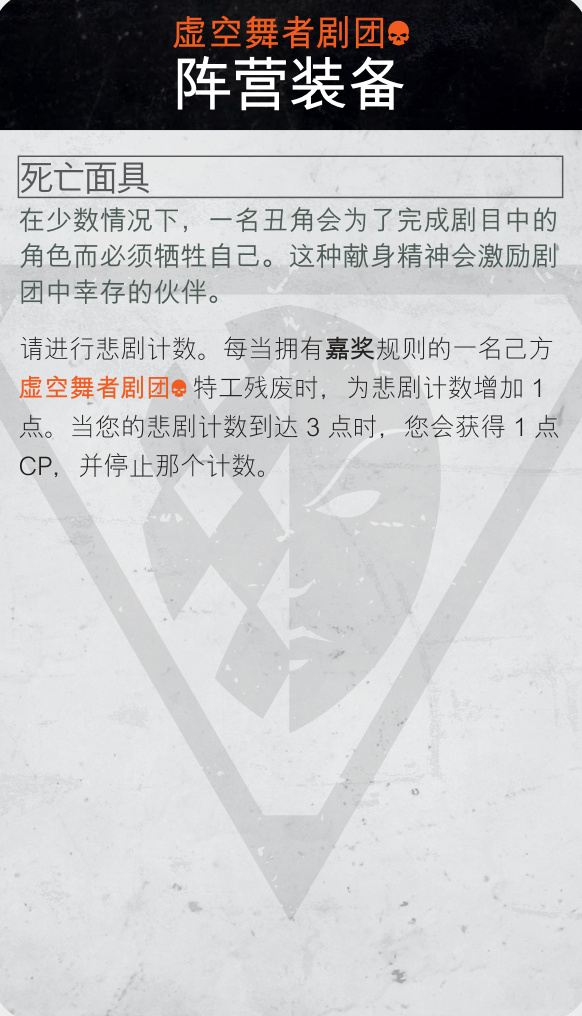 虚空舞者剧团
阵营装备
死亡面具
在少数情况下，一名丑角会为了完成剧目中的
角色而必须牺牲自己。这种献身精神会激励剧
团中幸存的伙伴。
请进行悲剧计数。每当拥有嘉奖规则的一名己方
虚空舞者剧团 特工残废时，为悲剧计数增加 1
点。当您的悲剧计数到达 3 点时，您会获得 1 点
CP，并停止那个计数。